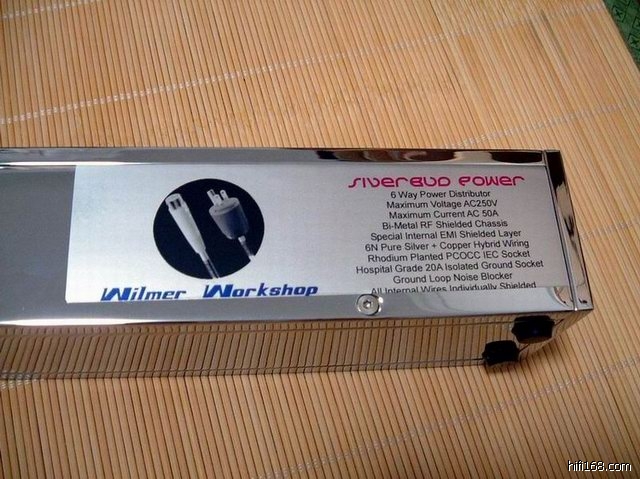 SIVERBUD POWER
6 Way Power Distributor
Maximum Voltage AC250V
Maximum Current AC 50A
Bi-Metal RF Shielded Chassis
Special Internal EMI Shielded Layer
6N Pure Silver + Copper Hybrid Wiring
Rhodium Planted PCOCC IEC Socket
Hospital Grade 20A Isolated Ground Socket
Ground Loop Noise Blocker
All Internal Wires Individually Shielded
Wilmer Workshop
hifi168.com